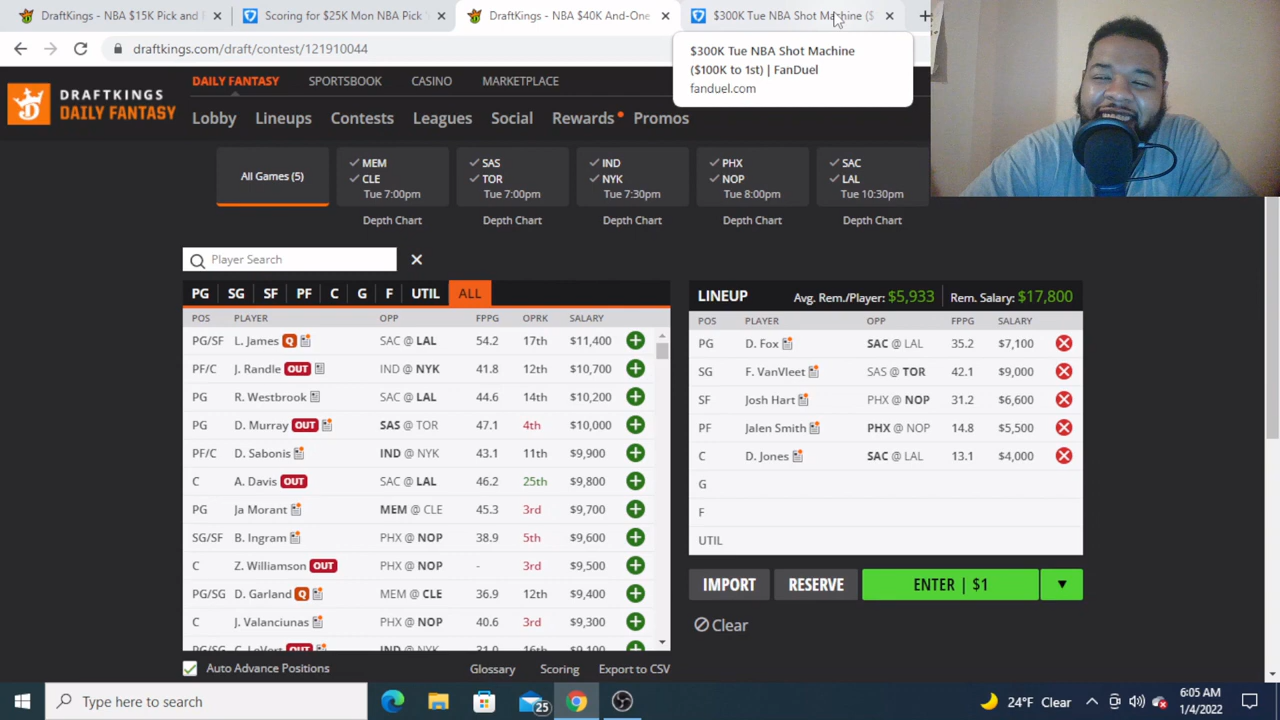 DraftKings - NBA $15K Pick and F
Scoring for $25K Mon NBA Pick '
DraftKings - NBA $40K And-One
$300K Tue NBA Shot Machine ($
draftkings.com/draft/contest/121910044
$300K Tue NBA Shot Machine
($100K to 1st) | FanDuel
fanduel.com
DRAFTKINGS
DAILY FANTASY
DAILY FANTASY SPORTSBOOK CASINO MARKETPLACE
Lobby Lineups Contests Leagues Social Rewards Promos
All Games (5)
MEM
CLE
Tue 7:00pm
Depth Chart
SAS
TOR
Tue 7:00pm
Depth Chart
IND
NYK
Tue 7:30pm
Depth Chart
PHX
NOP
Tue 8:00pm
Depth Chart
SAC
LAL
Tue 10:30pm
Depth Chart
Player Search
PG SG SF PF C G F UTIL ALL
POS PLAYER OPP FPPG OPRK SALARY
PG/SF L. James Q SAC @ LAL 54.2 17th $11,400
PF/C J. Randle OUT IND @ NYK 41.8 12th $10,700
PG R. Westbrook SAC @ LAL 44.6 14th $10,200
PG D. Murray OUT SAS @ TOR 47.1 4th $10,000
PF/C D. Sabonis IND @ NYK 43.1 11th $9,900
C A. Davis OUT SAC @ LAL 46.2 25th $9,800
PG Ja Morant MEM @ CLE 45.3 3rd $9,700
SG/SF B. Ingram PHX @ NOP 38.9 5th $9,600
C Z. Williamson OUT PHX @ NOP - 3rd $9,500
PG/SG D. Garland Q MEM @ CLE 36.9 12th $9,400
C J. Valanciunas PHX @ NOP 40.6 3rd $9,300
PG/SG C. LeVert OUT IND @ NYK 31.0 16th $9,100
Auto Advance Positions Glossary Scoring Export to CSV
LINEUP Avg. Rem./Player: $5,933 Rem. Salary: $17,800
POS PLAYER OPP FPPG SALARY
PG D. Fox SAC @ LAL 35.2 $7,100
SG F. VanVleet SAS @ TOR 42.1 $9,000
SF Josh Hart PHX @ NOP 31.2 $6,600
PF Jalen Smith PHX @ NOP 14.8 $5,500
C D. Jones SAC @ LAL 13.1 $4,000
G
F
UTIL
IMPORT RESERVE ENTER | $1
Clear
Type here to search
25
24°F Clear
6:05 AM
1/4/2022